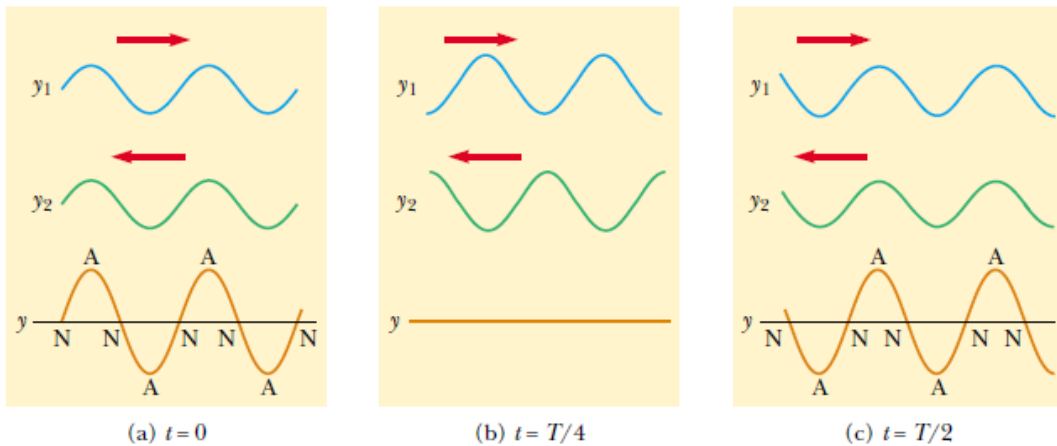 y1
y2
A A
y
N N N N N
A A
(a) t = 0
y1
y2
y
(b) t = T/4
y1
y2
A A
y
N N N N N
A A
(c) t = T/2